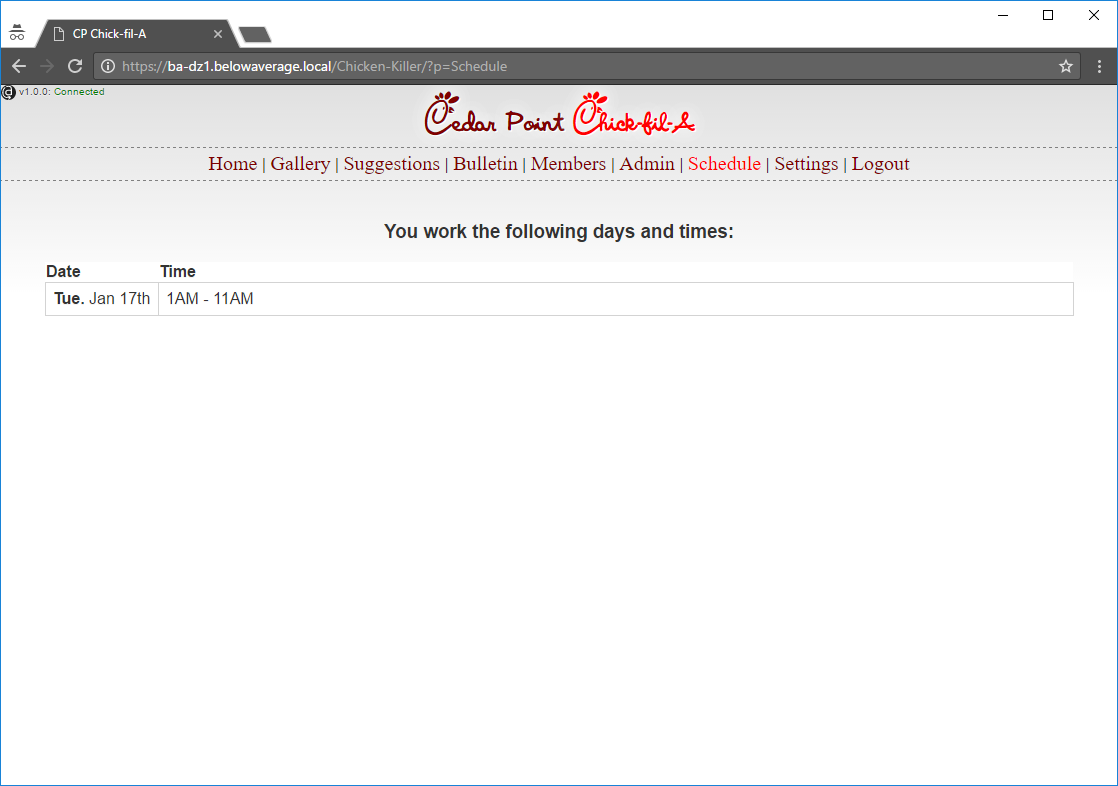 CP Chick-fil-A
https://ba-dz1.belowaverage.local/Chicken-Killer/?p=Schedule
v1.0.0: Connected
Cedar Point Chick-fil-A
Home | Gallery | Suggestions | Bulletin | Members | Admin | Schedule | Settings | Logout
You work the following days and times:
Date Time
Tue. Jan 17th 1AM - 11AM